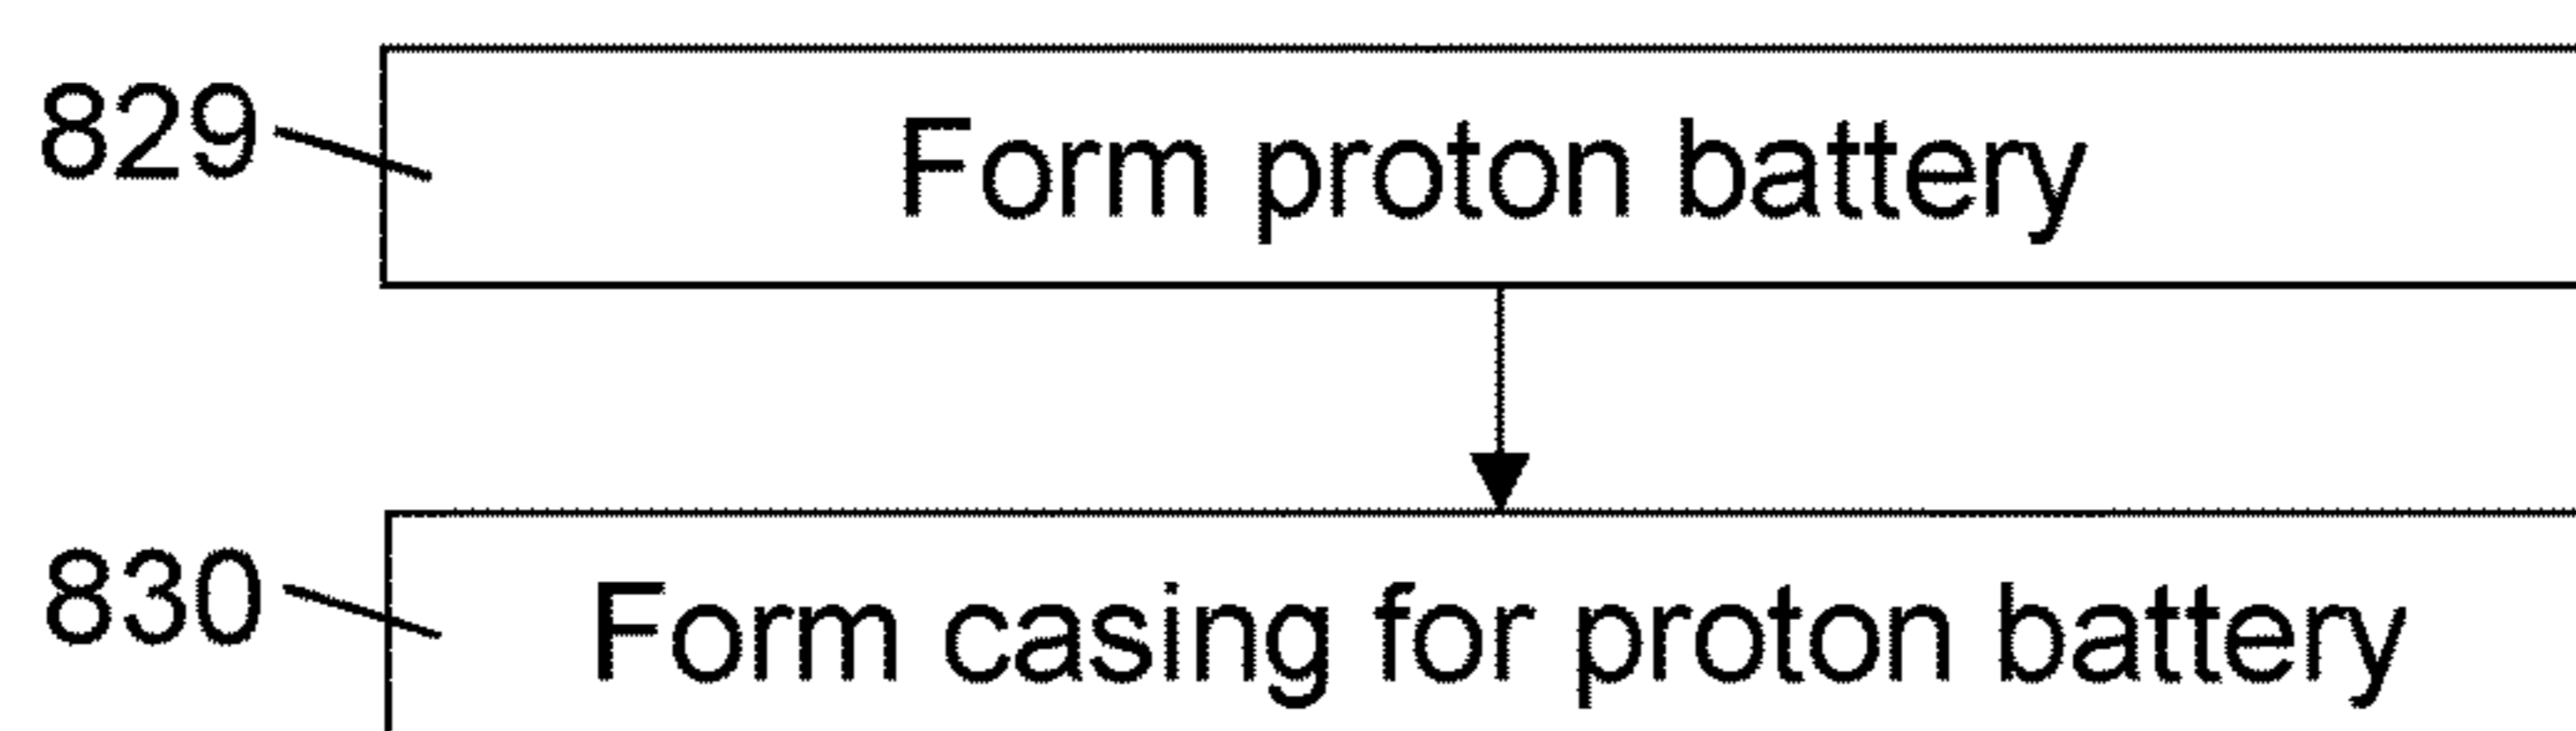 829 Form proton battery
830 Form casing for proton battery